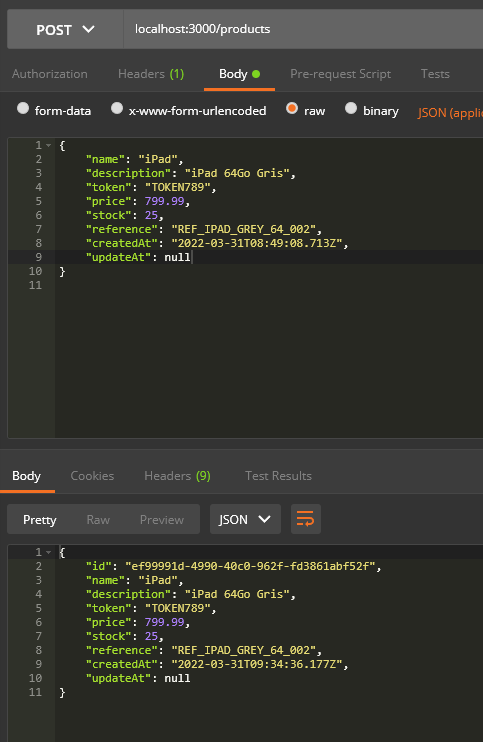 POST localhost:3000/products
Authorization Headers (1) Body Pre-request Script Tests
form-data x-www-form-urlencoded raw binary JSON (applic
1 {
2 "name": "iPad",
3 "description": "iPad 64Go Gris",
4 "token": "TOKEN789",
5 "price": 799.99,
6 "stock": 25,
7 "reference": "REF_IPAD_GREY_64_002",
8 "createdAt": "2022-03-31T08:49:08.713Z",
9 "updateAt": null
10 }
11
Body Cookies Headers (9) Test Results
Pretty Raw Preview JSON
1 {
2 "id": "ef99991d-4990-40c0-962f-fd3861abf52f",
3 "name": "iPad",
4 "description": "iPad 64Go Gris",
5 "token": "TOKEN789",
6 "price": 799.99,
7 "stock": 25,
8 "reference": "REF_IPAD_GREY_64_002",
9 "createdAt": "2022-03-31T09:34:36.177Z",
10 "updateAt": null
11 }